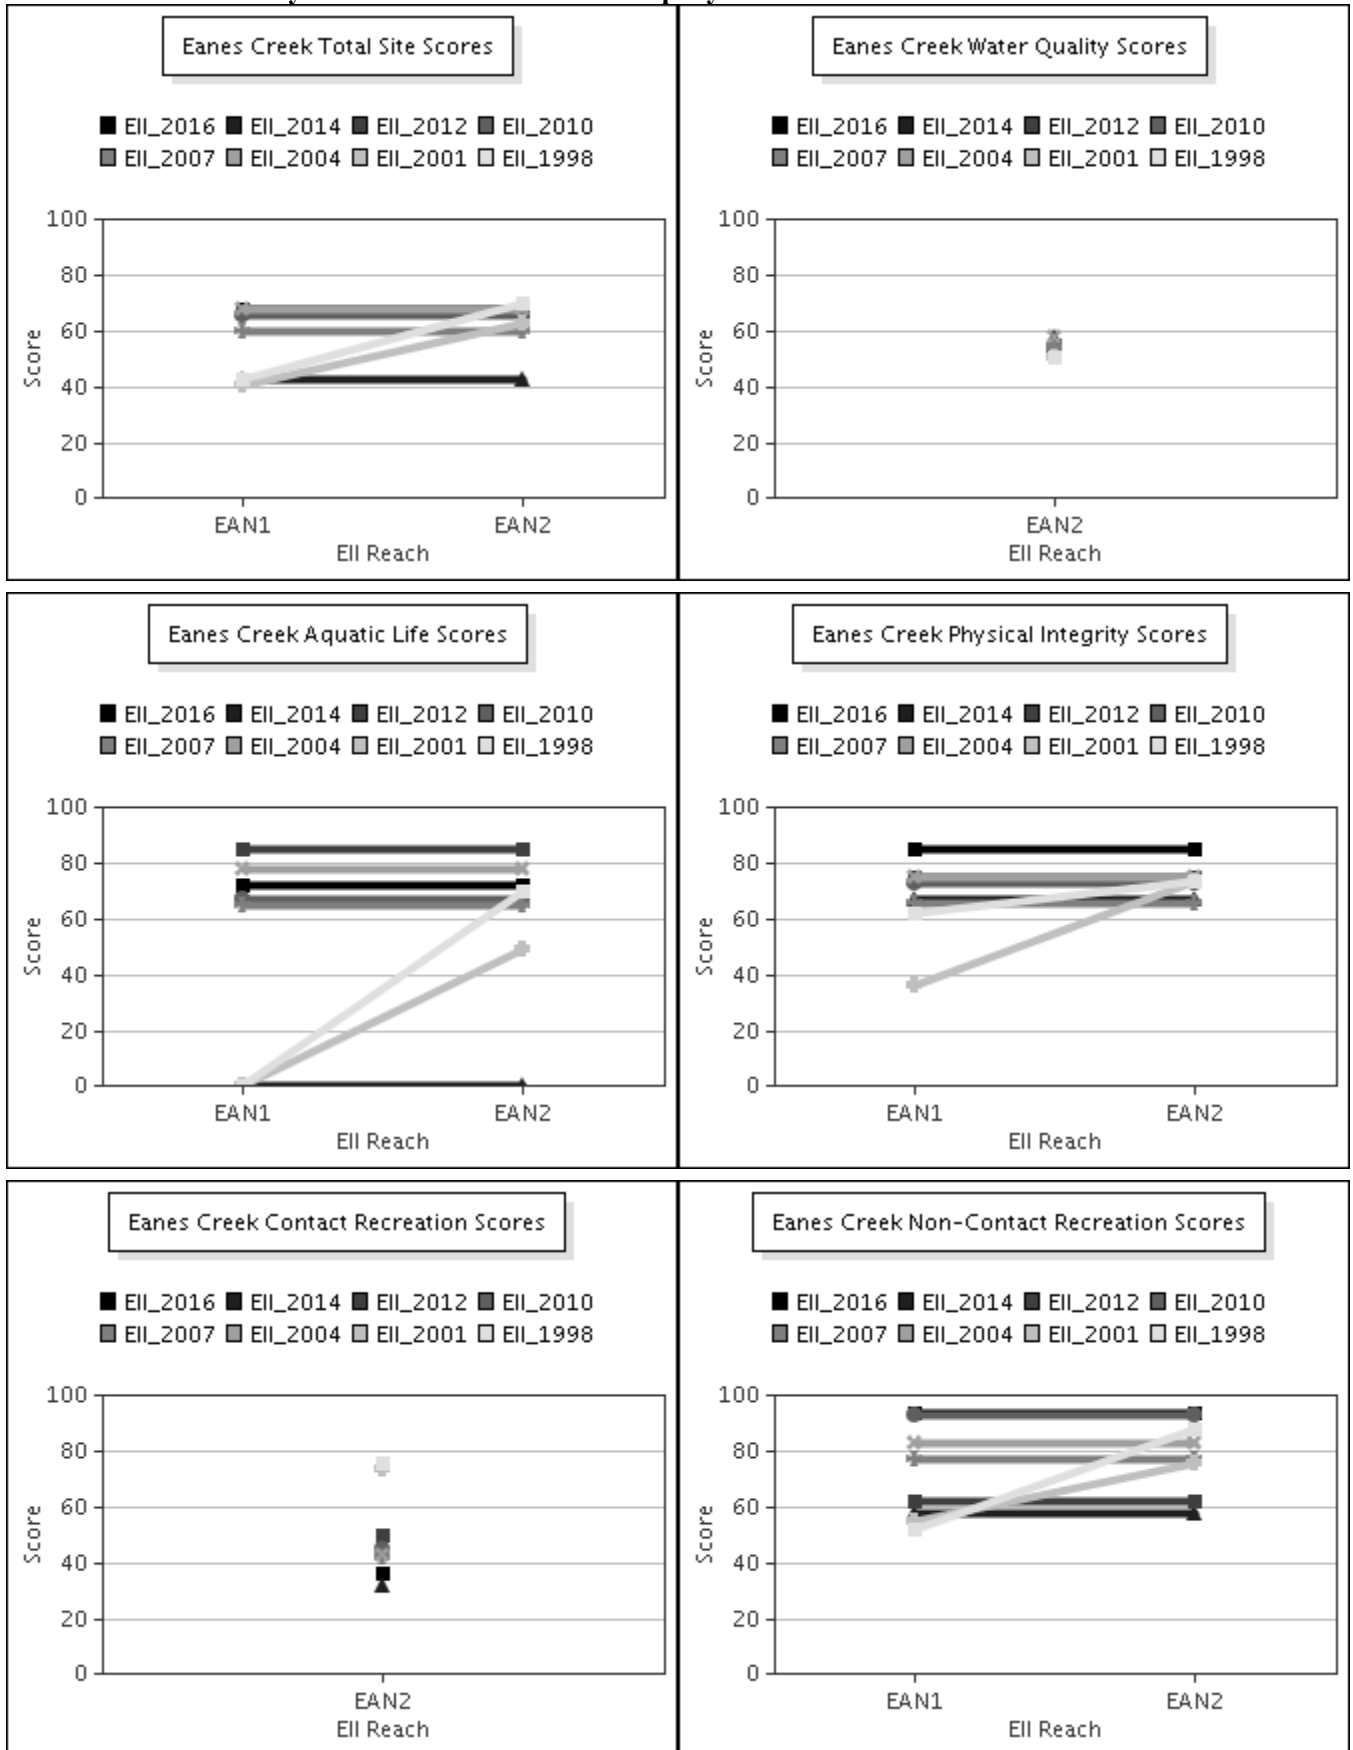 Eanes Creek Total Site Scores
EII_2016 EII_2014 EII_2012 EII_2010
EII_2007 EII_2004 EII_2001 EII_1998
100
80
60
40
20
0
Score
EAN1 EAN2
EII Reach
Eanes Creek Water Quality Scores
EII_2016 EII_2014 EII_2012 EII_2010
EII_2007 EII_2004 EII_2001 EII_1998
100
80
60
40
20
0
Score
EAN2
EII Reach
Eanes Creek Aquatic Life Scores
EII_2016 EII_2014 EII_2012 EII_2010
EII_2007 EII_2004 EII_2001 EII_1998
100
80
60
40
20
0
Score
EAN1 EAN2
EII Reach
Eanes Creek Physical Integrity Scores
EII_2016 EII_2014 EII_2012 EII_2010
EII_2007 EII_2004 EII_2001 EII_1998
100
80
60
40
20
0
Score
EAN1 EAN2
EII Reach
Eanes Creek Contact Recreation Scores
EII_2016 EII_2014 EII_2012 EII_2010
EII_2007 EII_2004 EII_2001 EII_1998
100
80
60
40
20
0
Score
EAN2
EII Reach
Eanes Creek Non-Contact Recreation Scores
EII_2016 EII_2014 EII_2012 EII_2010
EII_2007 EII_2004 EII_2001 EII_1998
100
80
60
40
20
0
Score
EAN1 EAN2
EII Reach